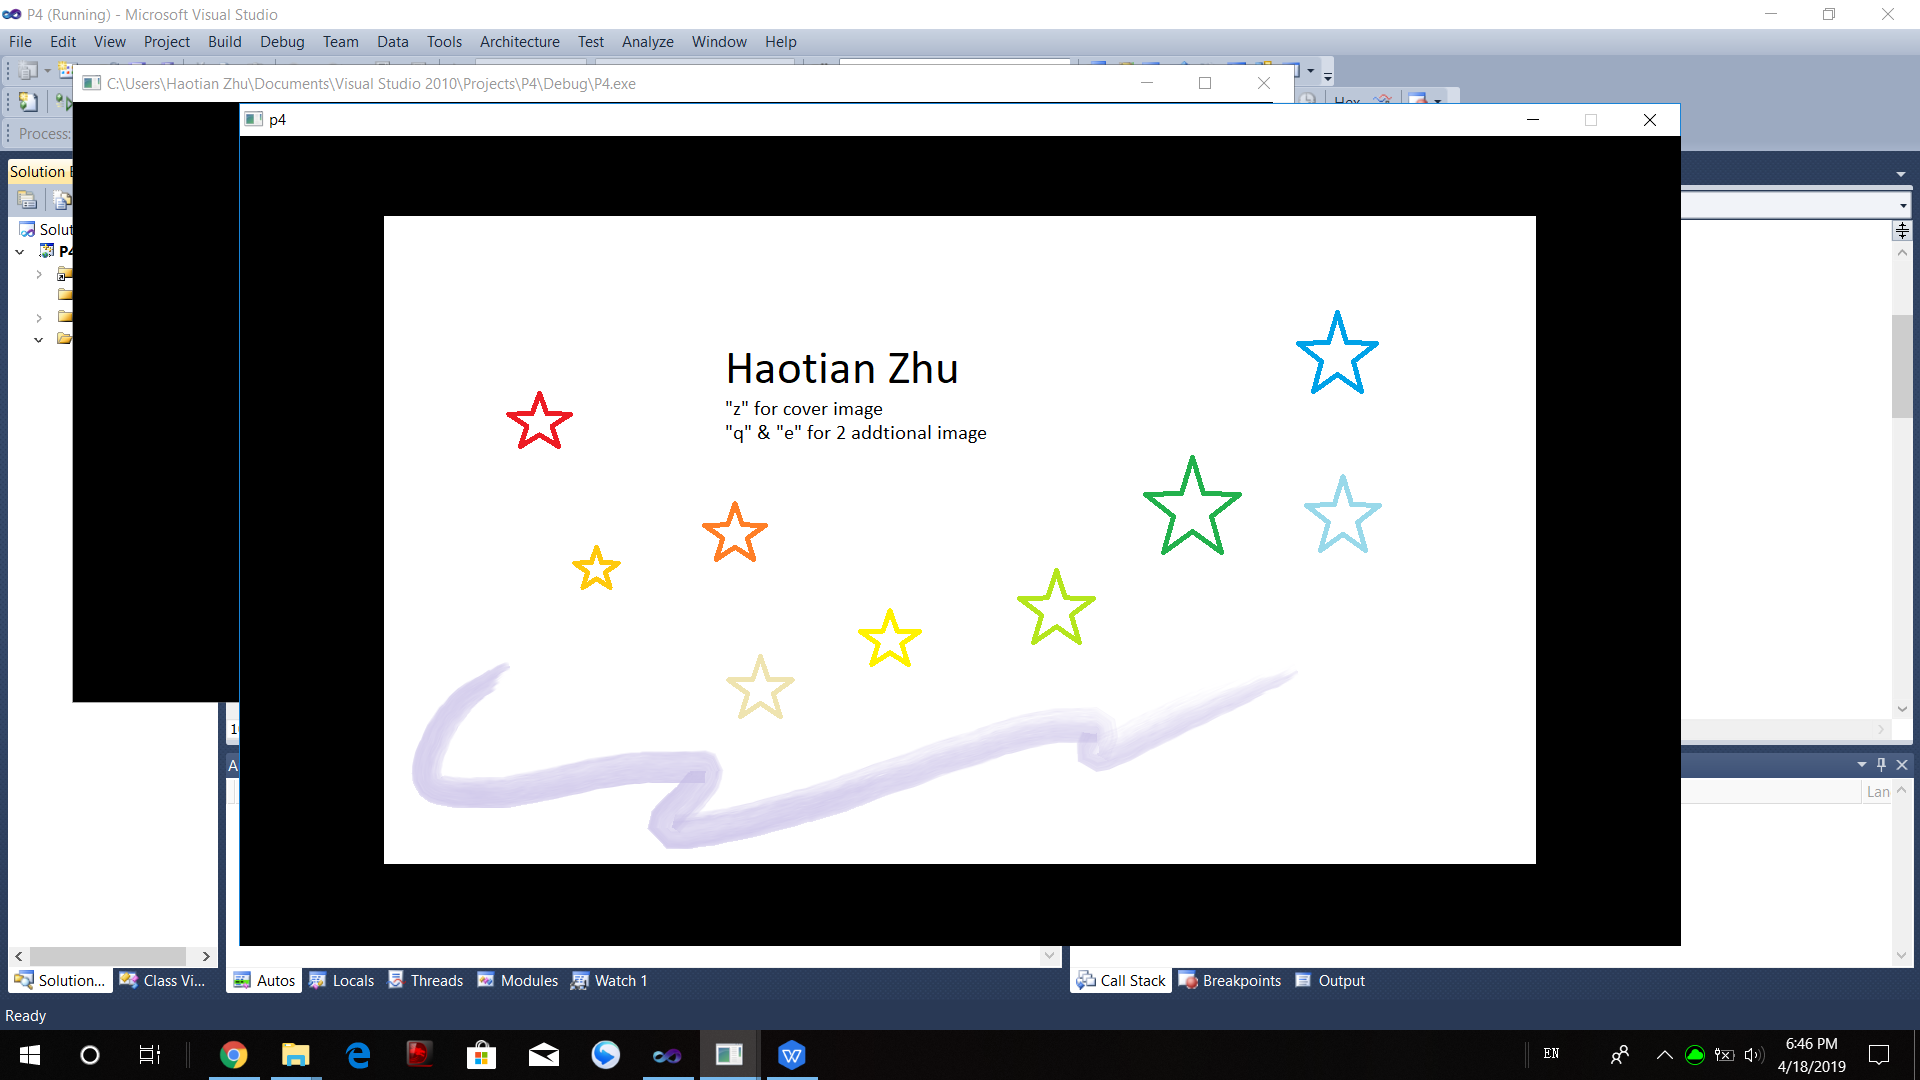 P4 (Running) - Microsoft Visual Studio
File Edit View Project Build Debug Team Data Tools Architecture Test Analyze Window Help
C:\Users\Haotian Zhu\Documents\Visual Studio 2010\Projects\P4\Debug\P4.exe
Hex
p4
Process:
Solution
Solut
P4
Haotian Zhu
"z" for cover image
"q" & "e" for 2 addtional image
A
Lan
Solution... Class Vi... Autos Locals Threads Modules Watch 1 Call Stack Breakpoints Output
Ready
EN
6:46 PM
4/18/2019